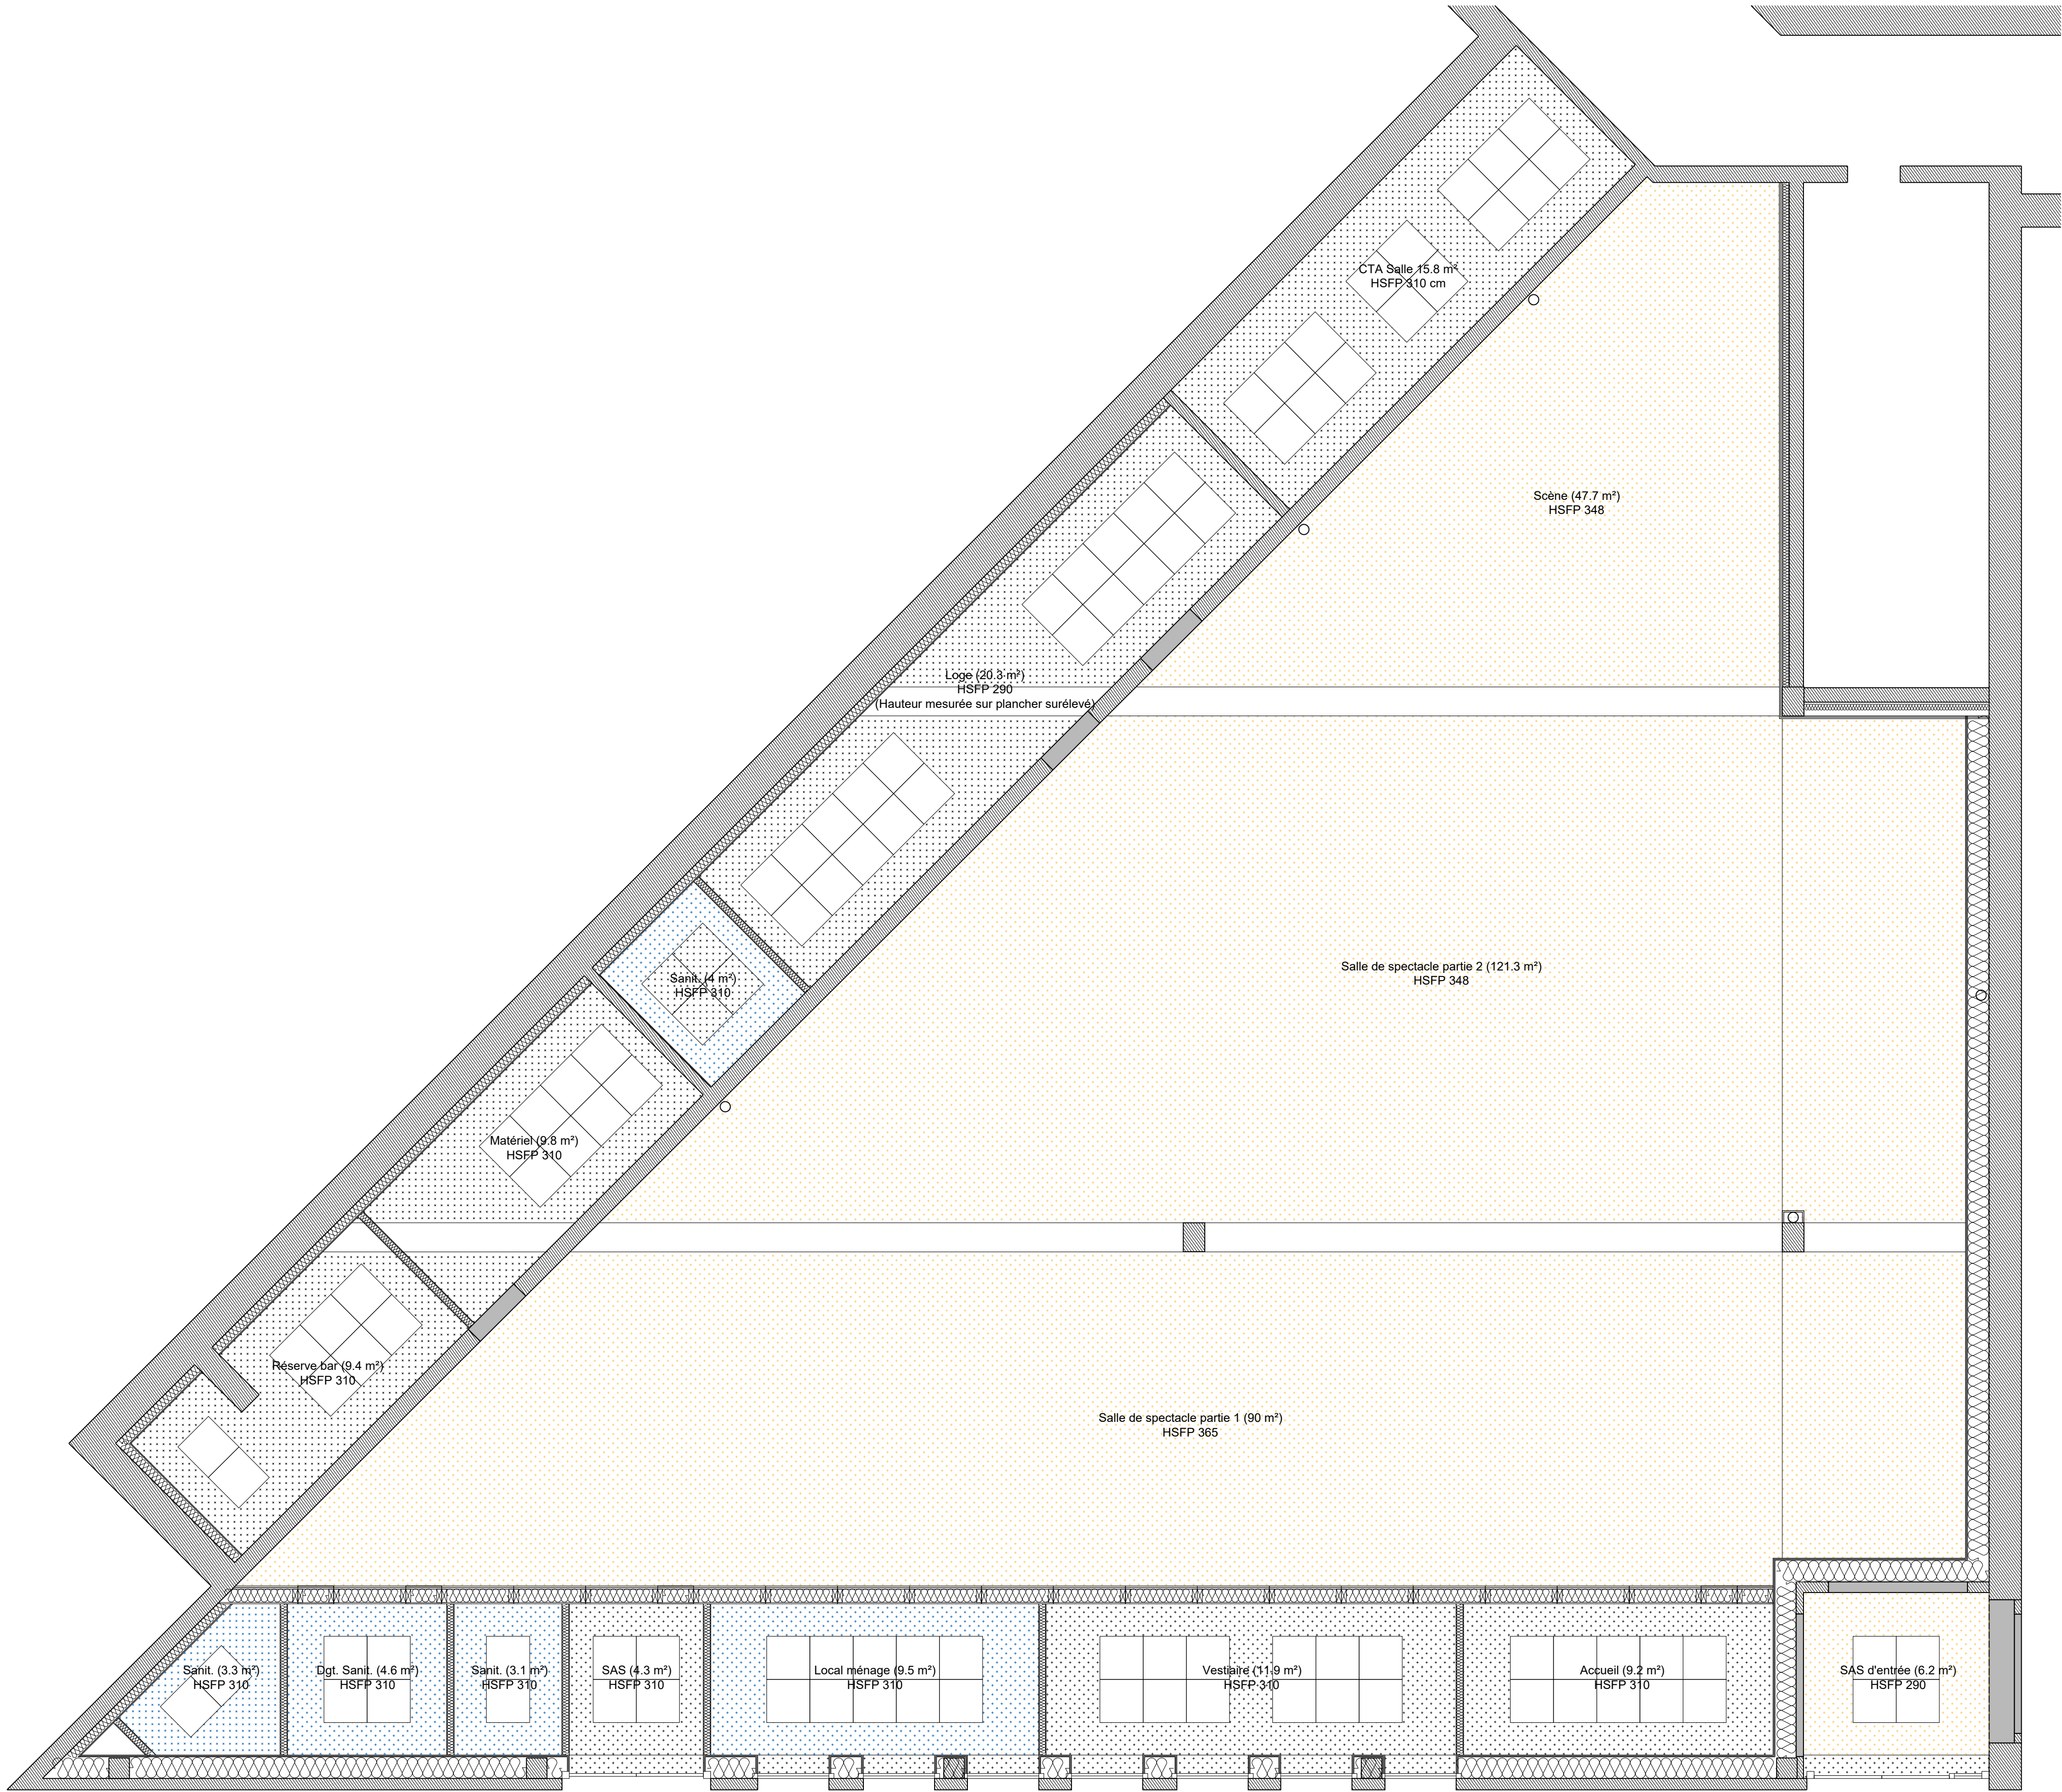 CTA Salle 15.8 m²
HSFP 310 cm
Scène (47.7 m²)
HSFP 348
Loge (20.3 m²)
HSFP 290
(Hauteur mesurée sur plancher surélevé)
Salle de spectacle partie 2 (121.3 m²)
HSFP 348
Sanit. (4 m²)
HSFP 310
Matériel (9.8 m²)
HSFP 310
Réserve bar (9.4 m²)
HSFP 310
Salle de spectacle partie 1 (90 m²)
HSFP 365
Sanit. (3.3 m²)
HSFP 310
Dgt. Sanit. (4.6 m²)
HSFP 310
Sanit. (3.1 m²)
HSFP 310
SAS (4.3 m²)
HSFP 310
Local ménage (9.5 m²)
HSFP 310
Vestiaire (11.9 m²)
HSFP 310
Accueil (9.2 m²)
HSFP 310
SAS d'entrée (6.2 m²)
HSFP 290